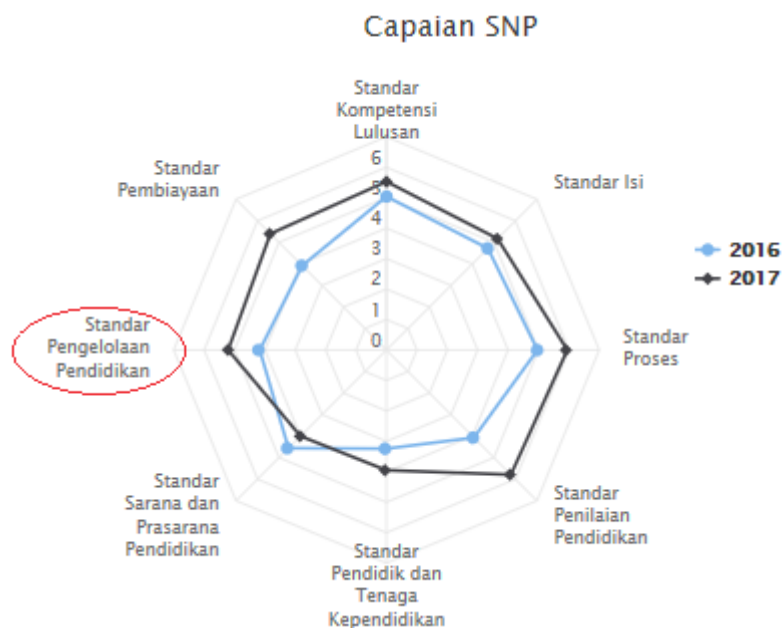 Capaian SNP
Standar
Kompetensi
Lulusan
6
5
4
3
2
1
0
Standar
Pembiayaan
Standar Isi
2016
2017
Standar
Pengelolaan
Pendidikan
Standar
Proses
Standar
Sarana dan
Prasarana
Pendidikan
Standar
Penilaian
Pendidikan
Standar
Pendidik dan
Tenaga
Kependidikan